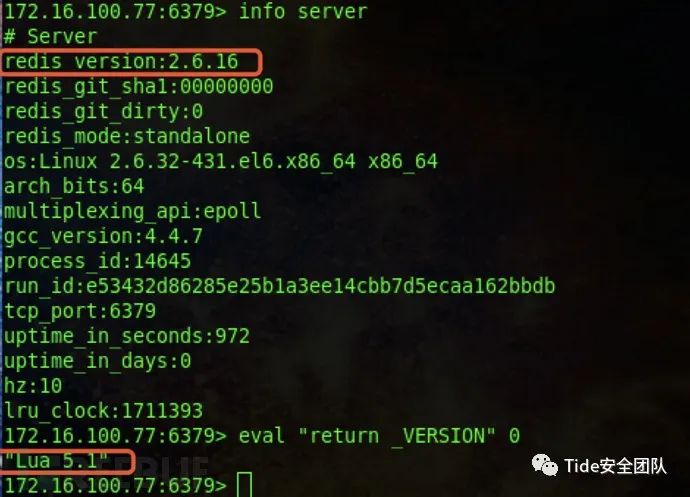 172.16.100.77:6379> info server
# Server
redis_version:2.6.16
redis_git_sha1:00000000
redis_git_dirty:0
redis_mode:standalone
os:Linux 2.6.32-431.el6.x86_64 x86_64
arch_bits:64
multiplexing_api:epoll
gcc_version:4.4.7
process_id:14645
run_id:e53432d86285e25b1a3ee14cbb7d5ecaa162bbdb
tcp_port:6379
uptime_in_seconds:972
uptime_in_days:0
hz:10
lru_clock:1711393
172.16.100.77:6379> eval "return _VERSION" 0
"Lua 5.1"
172.16.100.77:6379>
Tide安全团队